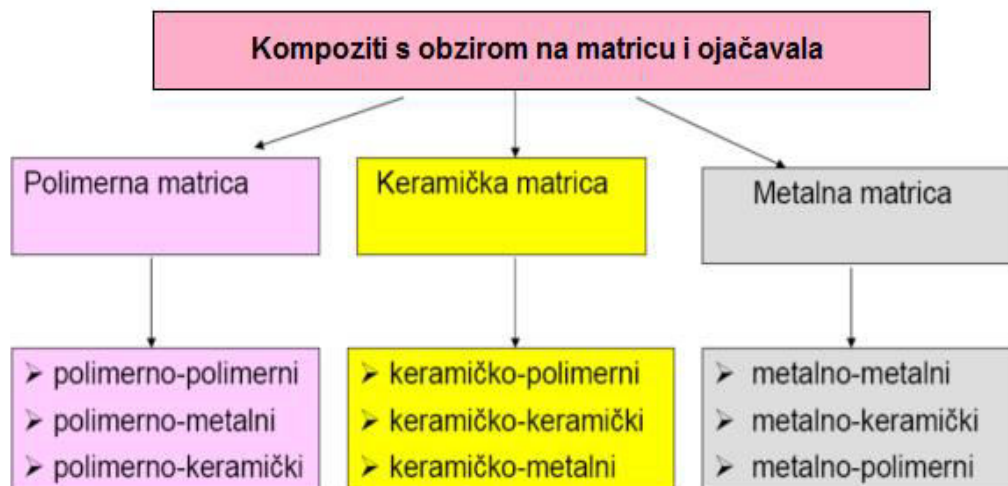 Kompoziti s obzirom na matricu i ojačavala
Polimerna matrica
Keramička matrica
Metalna matrica
➢ polimerno-polimerni
➢ polimerno-metalni
➢ polimerno-keramički
➢ keramičko-polimerni
➢ keramičko-keramički
➢ keramičko-metalni
➢ metalno-metalni
➢ metalno-keramički
➢ metalno-polimerni